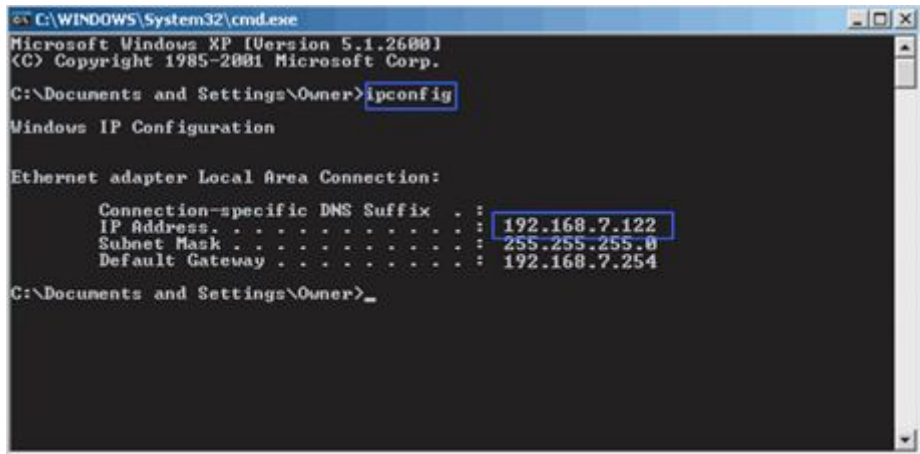 C:\WINDOWS\System32\cmd.exe
Microsoft Windows XP [Version 5.1.2600]
(C) Copyright 1985-2001 Microsoft Corp.
C:\Documents and Settings\Owner>ipconfig
Windows IP Configuration
Ethernet adapter Local Area Connection:
Connection-specific DNS Suffix . :
IP Address. . . . . . . . . . . . : 192.168.7.122
Subnet Mask . . . . . . . . . . . : 255.255.255.0
Default Gateway . . . . . . . . . : 192.168.7.254
C:\Documents and Settings\Owner>_